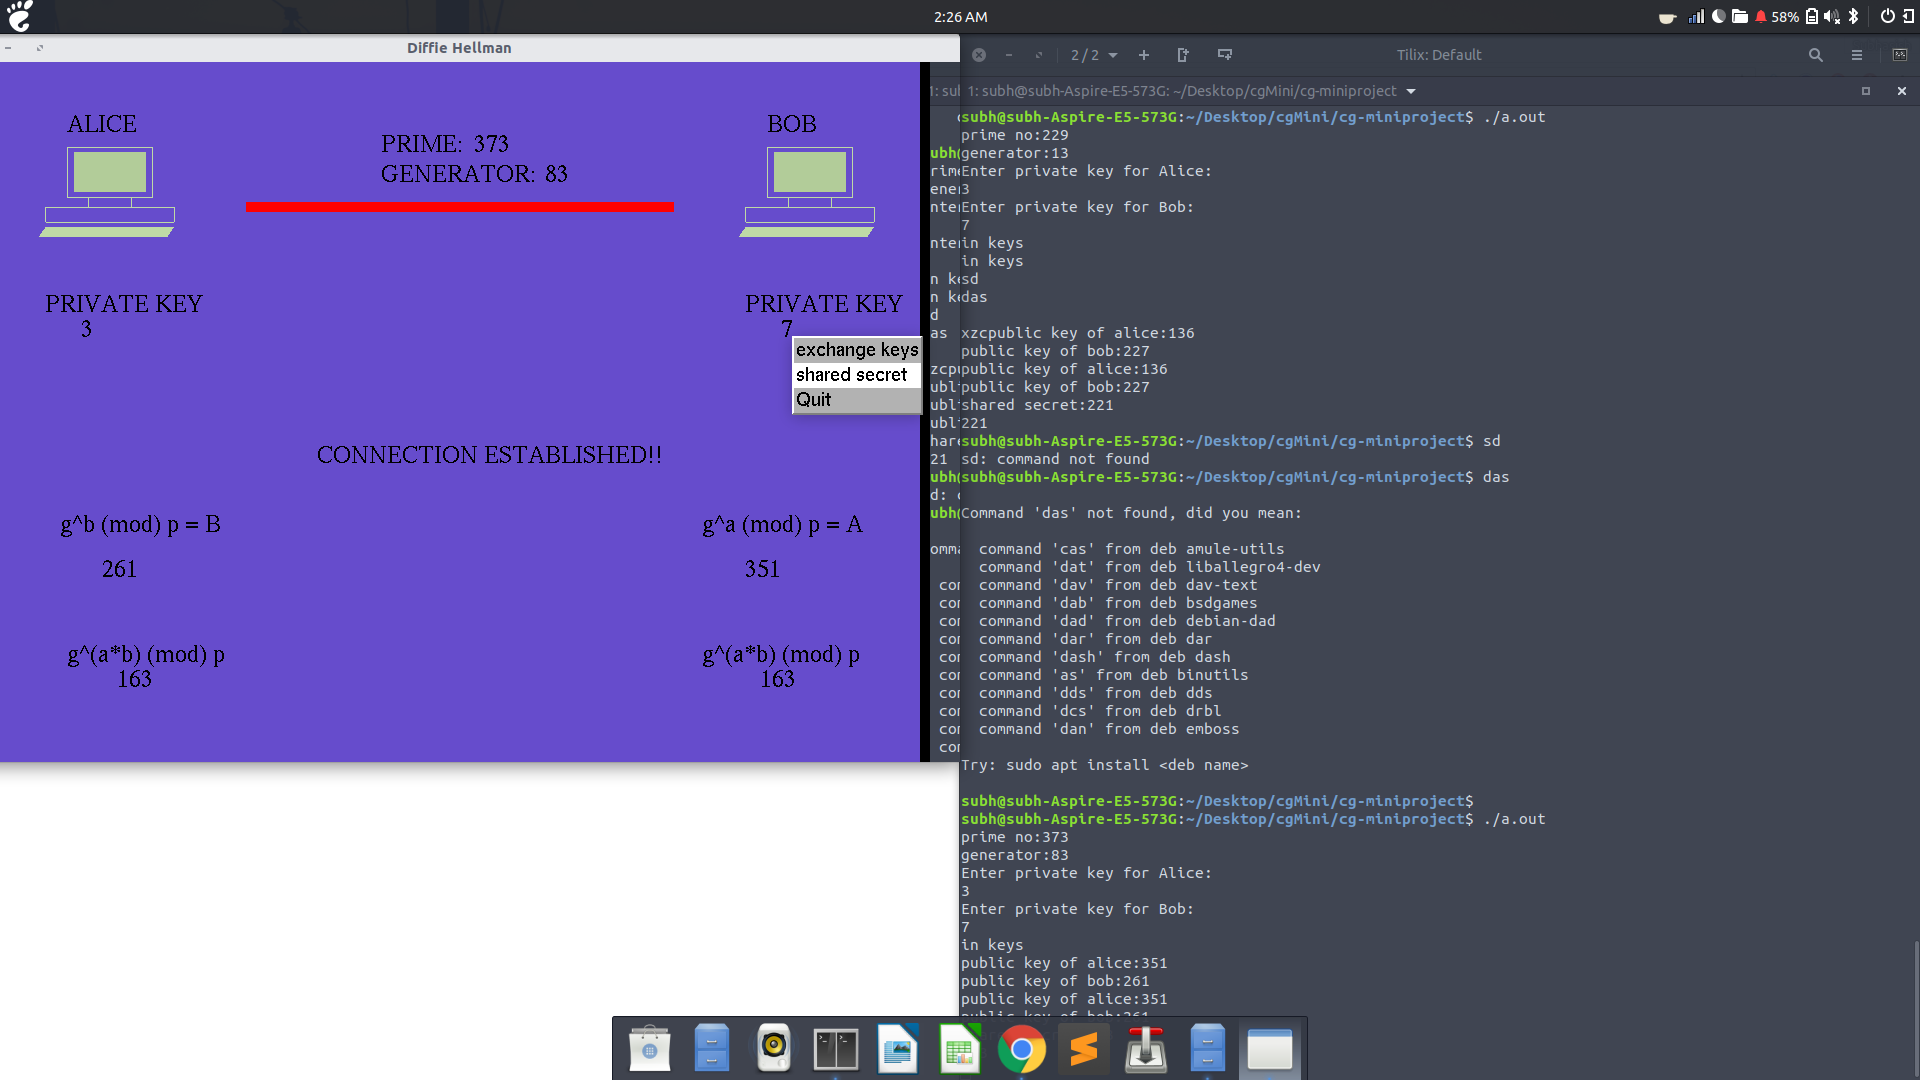 2:26 AM
58%
Diffie Hellman
ALICE
BOB
PRIME: 373
GENERATOR: 83
PRIVATE KEY
3
PRIVATE KEY
7
exchange keys
shared secret
Quit
CONNECTION ESTABLISHED!!
g^b (mod) p = B
g^a (mod) p = A
261
351
g^(a*b) (mod) p
g^(a*b) (mod) p
163
163
2 / 2
Tilix: Default
1: subh@subh-Aspire-E5-573G: ~/Desktop/cgMini/cg-miniproject
subh@subh-Aspire-E5-573G:~/Desktop/cgMini/cg-miniproject$ ./a.out
prime no:229
generator:13
Enter private key for Alice:
3
Enter private key for Bob:
7
in keys
in keys
sd
das
xzcpublic key of alice:136
public key of bob:227
public key of alice:136
public key of bob:227
shared secret:221
221
subh@subh-Aspire-E5-573G:~/Desktop/cgMini/cg-miniproject$ sd
sd: command not found
subh@subh-Aspire-E5-573G:~/Desktop/cgMini/cg-miniproject$ das
Command 'das' not found, did you mean:
command 'cas' from deb amule-utils
command 'dat' from deb liballegro4-dev
command 'dav' from deb dav-text
command 'dab' from deb bsdgames
command 'dad' from deb debian-dad
command 'dar' from deb dar
command 'dash' from deb dash
command 'as' from deb binutils
command 'dds' from deb dds
command 'dcs' from deb drbl
command 'dan' from deb emboss
Try: sudo apt install <deb name>
subh@subh-Aspire-E5-573G:~/Desktop/cgMini/cg-miniproject$
subh@subh-Aspire-E5-573G:~/Desktop/cgMini/cg-miniproject$ ./a.out
prime no:373
generator:83
Enter private key for Alice:
3
Enter private key for Bob:
7
in keys
public key of alice:351
public key of bob:261
public key of alice:351
public key of bob:261